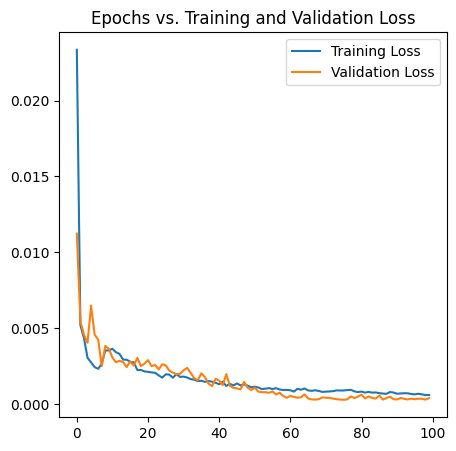 Epochs vs. Training and Validation Loss
Training Loss
Validation Loss
0.020
0.015
0.010
0.005
0.000
0 20 40 60 80 100